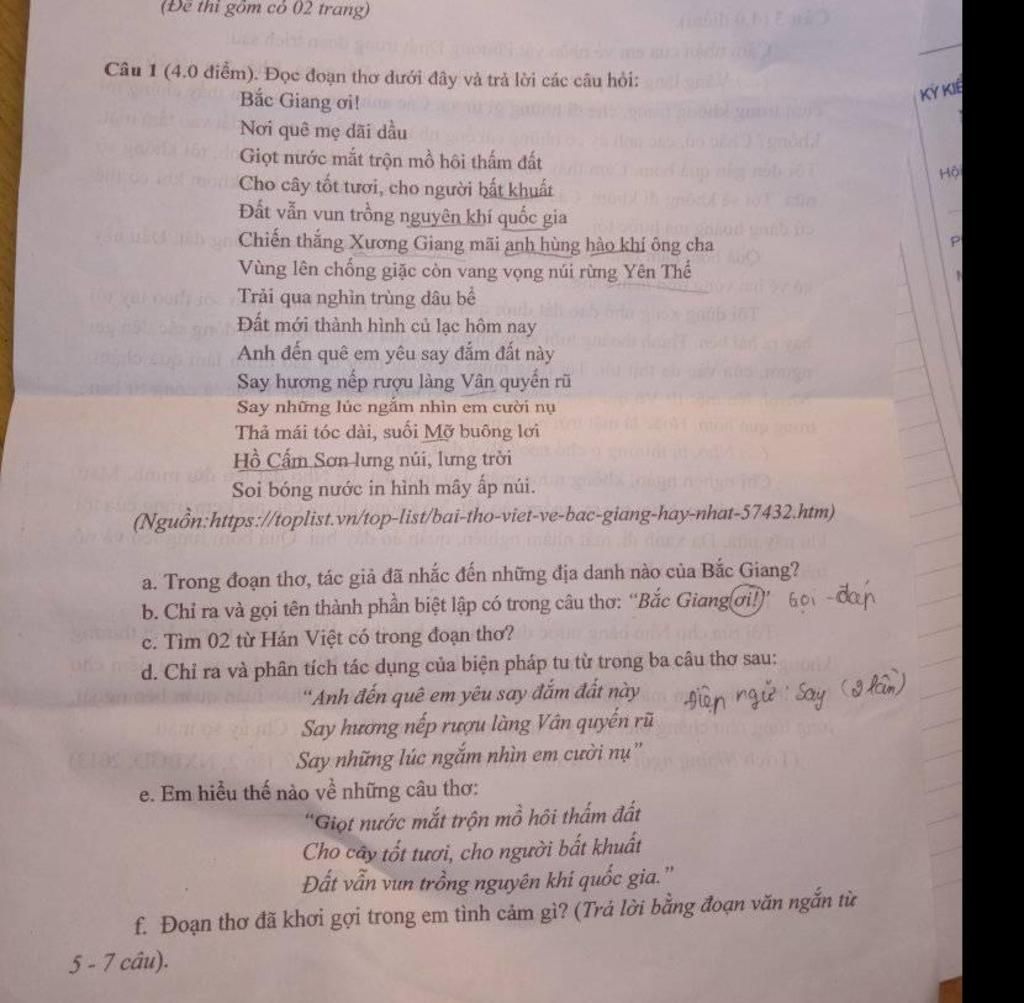 (Đề thi gồm có 02 trang)
Câu 1 (4.0 điểm). Đọc đoạn thơ dưới đây và trả lời các câu hỏi:
Bắc Giang ơi!
Nơi quê mẹ dãi dầu
Giọt nước mắt trộn mồ hôi thấm đất
Cho cây tốt tươi, cho người bất khuất
Đất vẫn vun trồng nguyên khí quốc gia
Chiến thắng Xương Giang mãi anh hùng hào khí ông cha
Vùng lên chống giặc còn vang vọng núi rừng Yên Thế
Trải qua nghìn trùng dâu bể
Đất mới thành hình củ lạc hôm nay
Anh đến quê em yêu say đắm đất này
Say hương nếp rượu làng Vân quyến rũ
Say những lúc ngắm nhìn em cười nụ
Thả mái tóc dài, suối Mỡ buông lơi
Hồ Cấm Sơn lưng núi, lưng trời
Soi bóng nước in hình mây ấp núi.
(Nguồn:https://toplist.vn/top-list/bai-tho-viet-ve-bac-giang-hay-nhat-57432.htm)
a. Trong đoạn thơ, tác giả đã nhắc đến những địa danh nào của Bắc Giang?
b. Chỉ ra và gọi tên thành phần biệt lập có trong câu thơ: "Bắc Giang ơi!" Gọi - đáp
c. Tìm 02 từ Hán Việt có trong đoạn thơ?
d. Chỉ ra và phân tích tác dụng của biện pháp tu từ trong ba câu thơ sau:
"Anh đến quê em yêu say đắm đất này Điệp ngữ: Say (3 lần)
Say hương nếp rượu làng Vân quyến rũ
Say những lúc ngắm nhìn em cười nụ"
e. Em hiểu thế nào về những câu thơ:
"Giọt nước mắt trộn mồ hôi thấm đất
Cho cây tốt tươi, cho người bất khuất
Đất vẫn vun trồng nguyên khí quốc gia."
f. Đoạn thơ đã khơi gợi trong em tình cảm gì? (Trả lời bằng đoạn văn ngắn từ
5 - 7 câu).
KỲ KIỂ